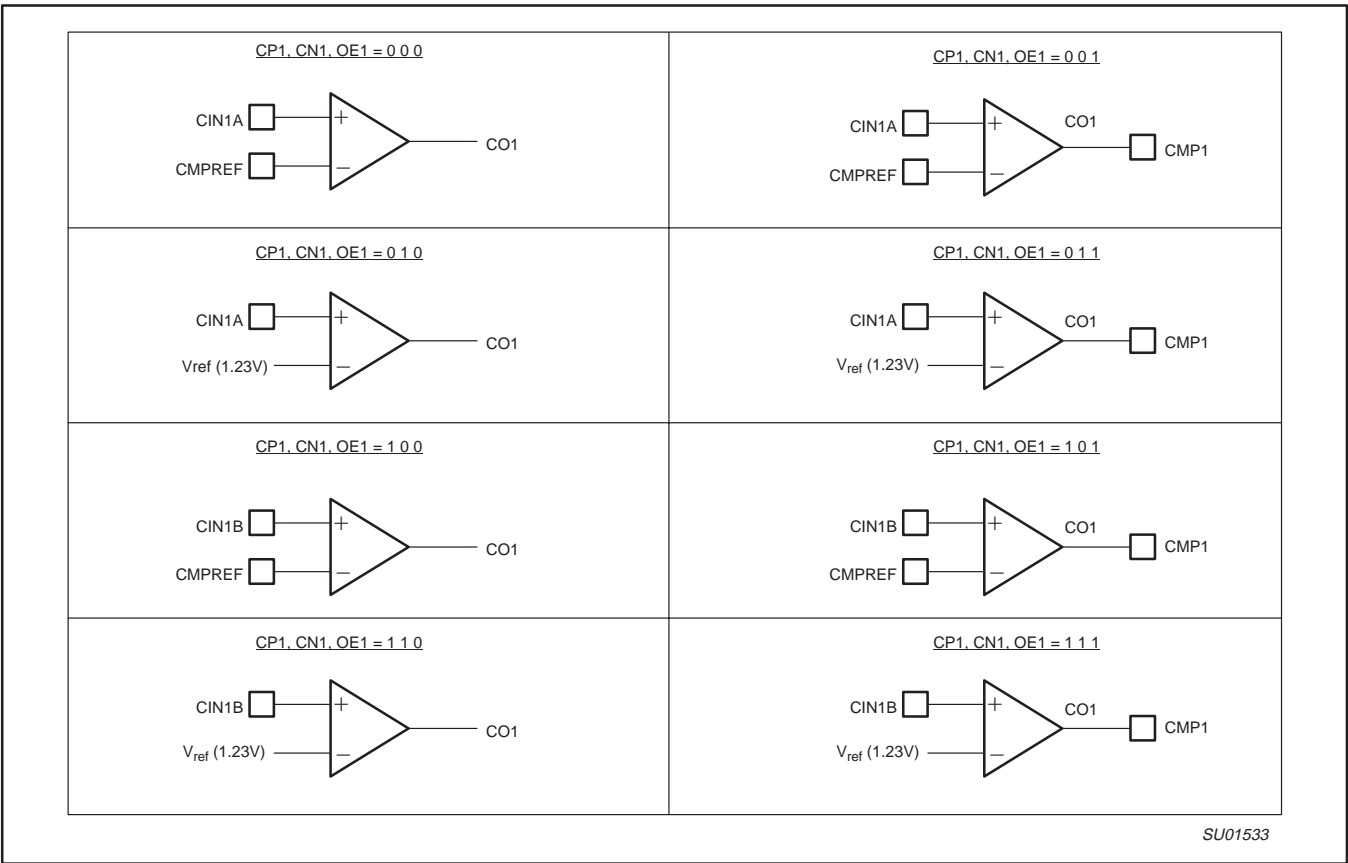 CP1, CN1, OE1 = 0 0 0
CIN1A
+
CO1
CMPREF
–
CP1, CN1, OE1 = 0 0 1
CIN1A
+
CO1
CMP1
CMPREF
–
CP1, CN1, OE1 = 0 1 0
CIN1A
+
CO1
Vref (1.23V)
–
CP1, CN1, OE1 = 0 1 1
CIN1A
+
CO1
CMP1
Vref (1.23V)
–
CP1, CN1, OE1 = 1 0 0
CIN1B
+
CO1
CMPREF
–
CP1, CN1, OE1 = 1 0 1
CIN1B
+
CO1
CMP1
CMPREF
–
CP1, CN1, OE1 = 1 1 0
CIN1B
+
CO1
Vref (1.23V)
–
CP1, CN1, OE1 = 1 1 1
CIN1B
+
CO1
CMP1
Vref (1.23V)
–
SU01533